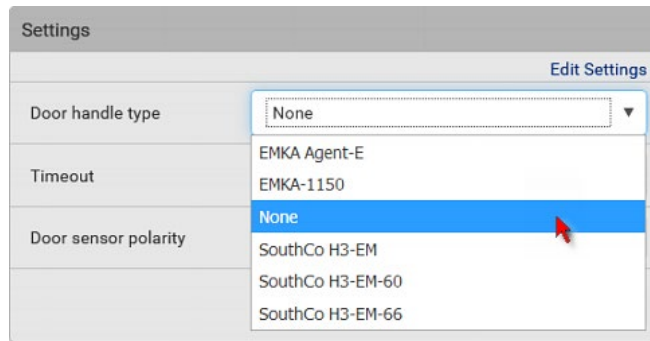 Settings
Edit Settings
Door handle type
None
EMKA Agent-E
Timeout
EMKA-1150
None
Door sensor polarity
SouthCo H3-EM
SouthCo H3-EM-60
SouthCo H3-EM-66